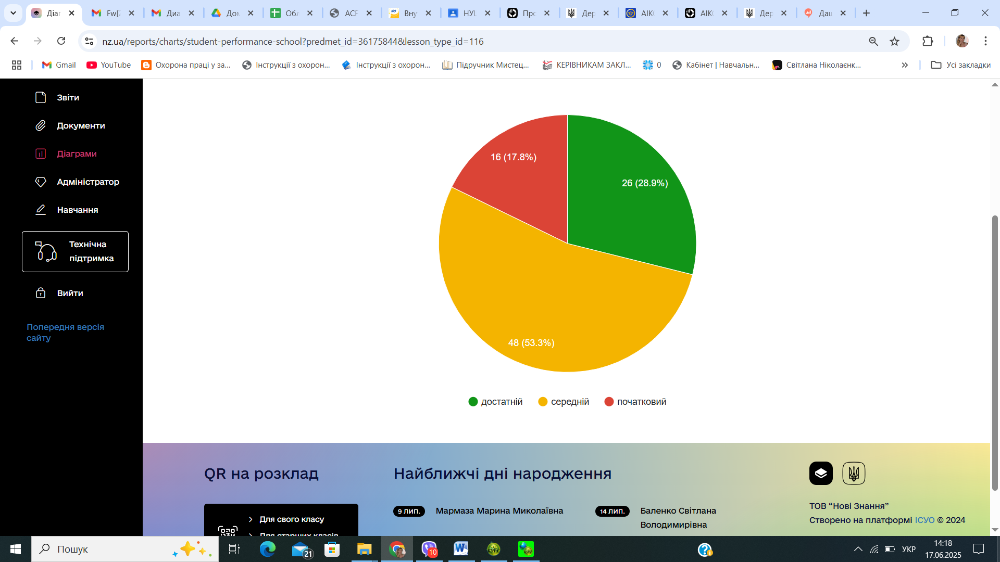 Діаг
Fw[2
Диа
Дом
Обл
АСF
Вну
НУЦ
Про
Дер
АІК
АІК
Дер
Даш
nz.ua/reports/charts/student-performance-school?predmet_id=36175844&lesson_type_id=116
Gmail
YouTube
Охорона праці у за...
Інструкції з охорон...
Інструкції з охорон...
Підручник Мистец...
КЕРІВНИКАМ ЗАКЛ...
0
Кабінет | Навчальн...
Світлана Ніколаєнк...
Усі закладки
Звіти
Документи
Діаграми
Адміністратор
Навчання
Технічна
підтримка
Вийти
Попередня версія
сайту
16 (17.8%)
26 (28.9%)
48 (53.3%)
достатній
середній
початковий
QR на розклад
Для свого класу
Для старших класів
Найближчі дні народження
9 ЛИП.
Мармаза Марина Миколаївна
14 ЛИП.
Баленко Світлана
Володимирівна
ТОВ “Нові Знання”
Створено на платформі ІСУО © 2024
Пошук
21
10
УКР
14:18
17.06.2025